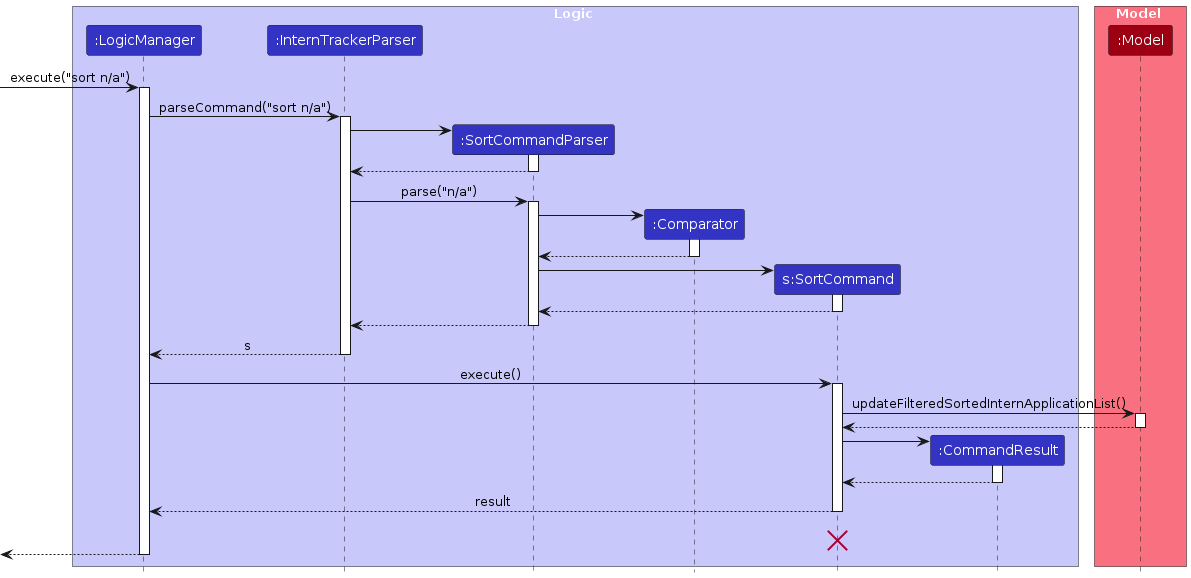 Logic
Model
:LogicManager
:InternTrackerParser
:Model
execute("sort n/a")
parseCommand("sort n/a")
:SortCommandParser
parse("n/a")
:Comparator
s:SortCommand
s
execute()
updateFilteredSortedInternApplicationList()
:CommandResult
result